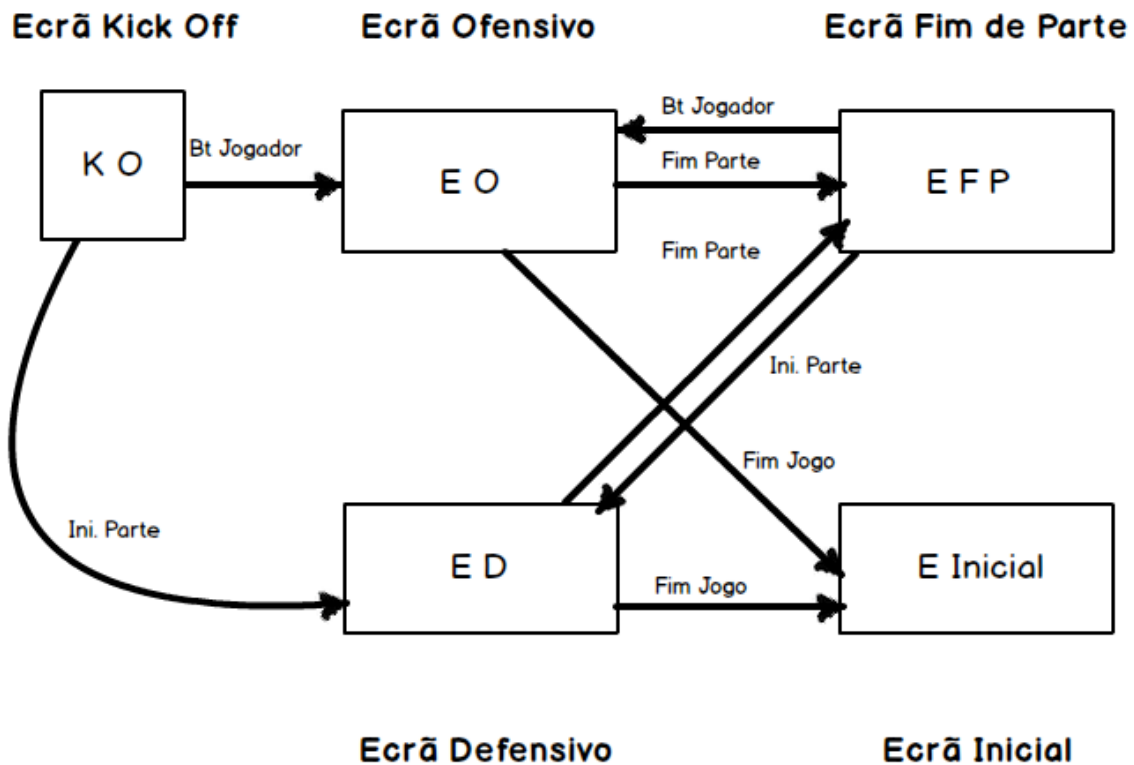 Ecrã Kick Off
Ecrã Ofensivo
Ecrã Fim de Parte
K O
Bt Jogador
E O
Bt Jogador
Fim Parte
E F P
Fim Parte
Ini. Parte
Fim Jogo
Ini. Parte
E D
Fim Jogo
E Inicial
Ecrã Defensivo
Ecrã Inicial